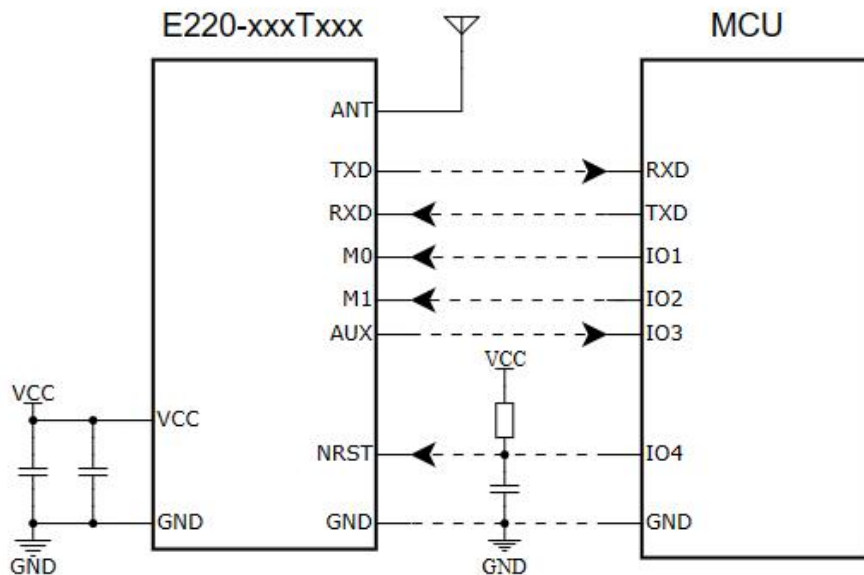 E220-xxxTxxx
MCU
ANT
TXD
RXD
RXD
TXD
M0
IO1
M1
IO2
AUX
IO3
VCC
VCC
VCC
NRST
IO4
GND
GND
GND
GND
GND